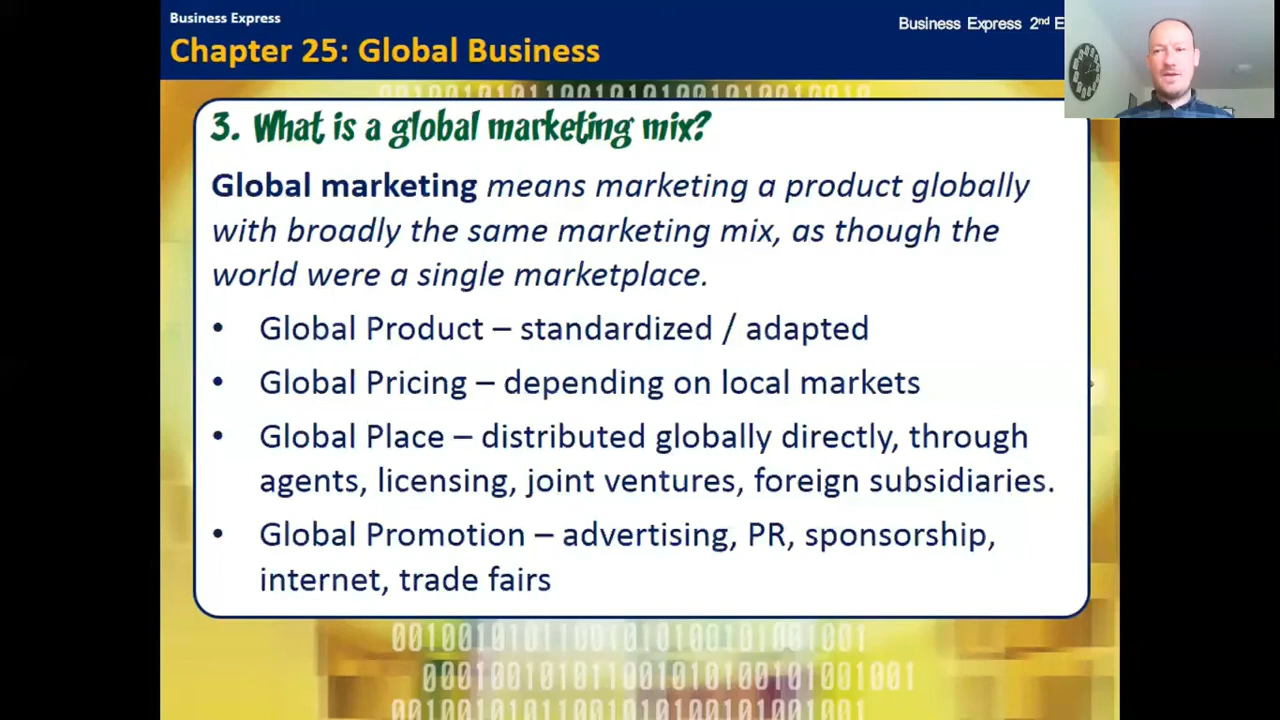 Business Express
Business Express 2nd E
Chapter 25: Global Business
3. What is a global marketing mix?
Global marketing means marketing a product globally
with broadly the same marketing mix, as though the
world were a single marketplace.
• Global Product – standardized / adapted
• Global Pricing – depending on local markets
• Global Place – distributed globally directly, through
agents, licensing, joint ventures, foreign subsidiaries.
• Global Promotion – advertising, PR, sponsorship,
internet, trade fairs